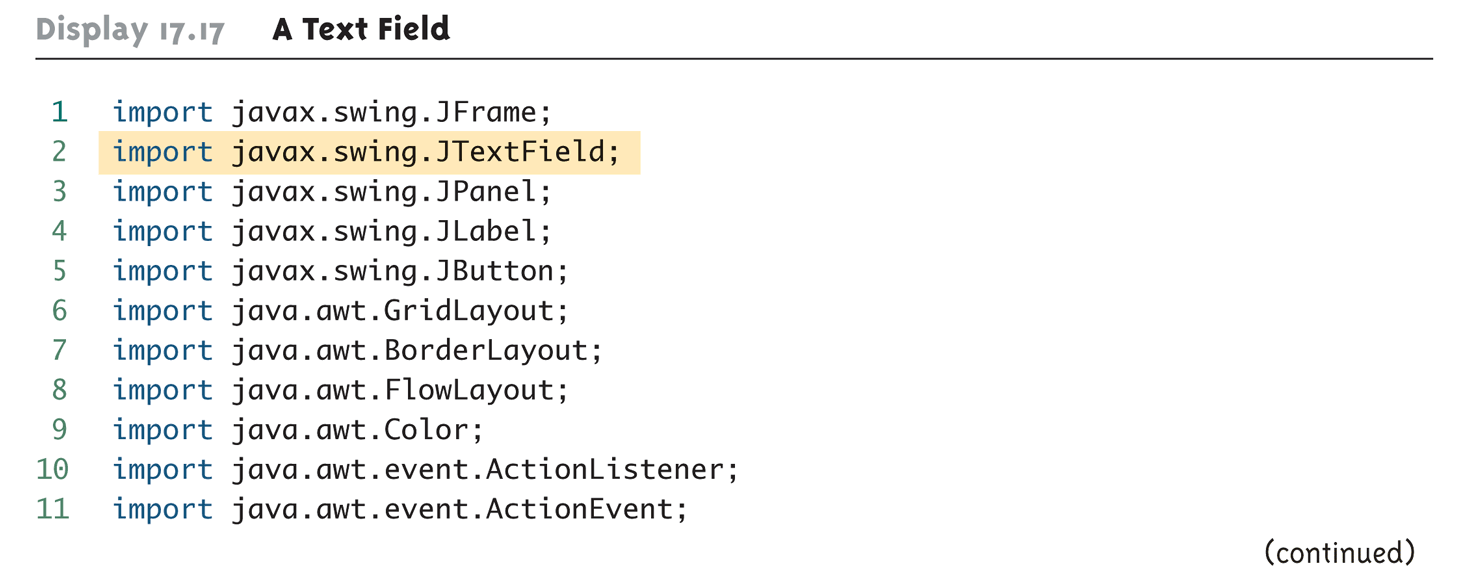 Display 17.17 A Text Field
1 import javax.swing.JFrame;
2 import javax.swing.JTextField;
3 import javax.swing.JPanel;
4 import javax.swing.JLabel;
5 import javax.swing.JButton;
6 import java.awt.GridLayout;
7 import java.awt.BorderLayout;
8 import java.awt.FlowLayout;
9 import java.awt.Color;
10 import java.awt.event.ActionListener;
11 import java.awt.event.ActionEvent;
(continued)